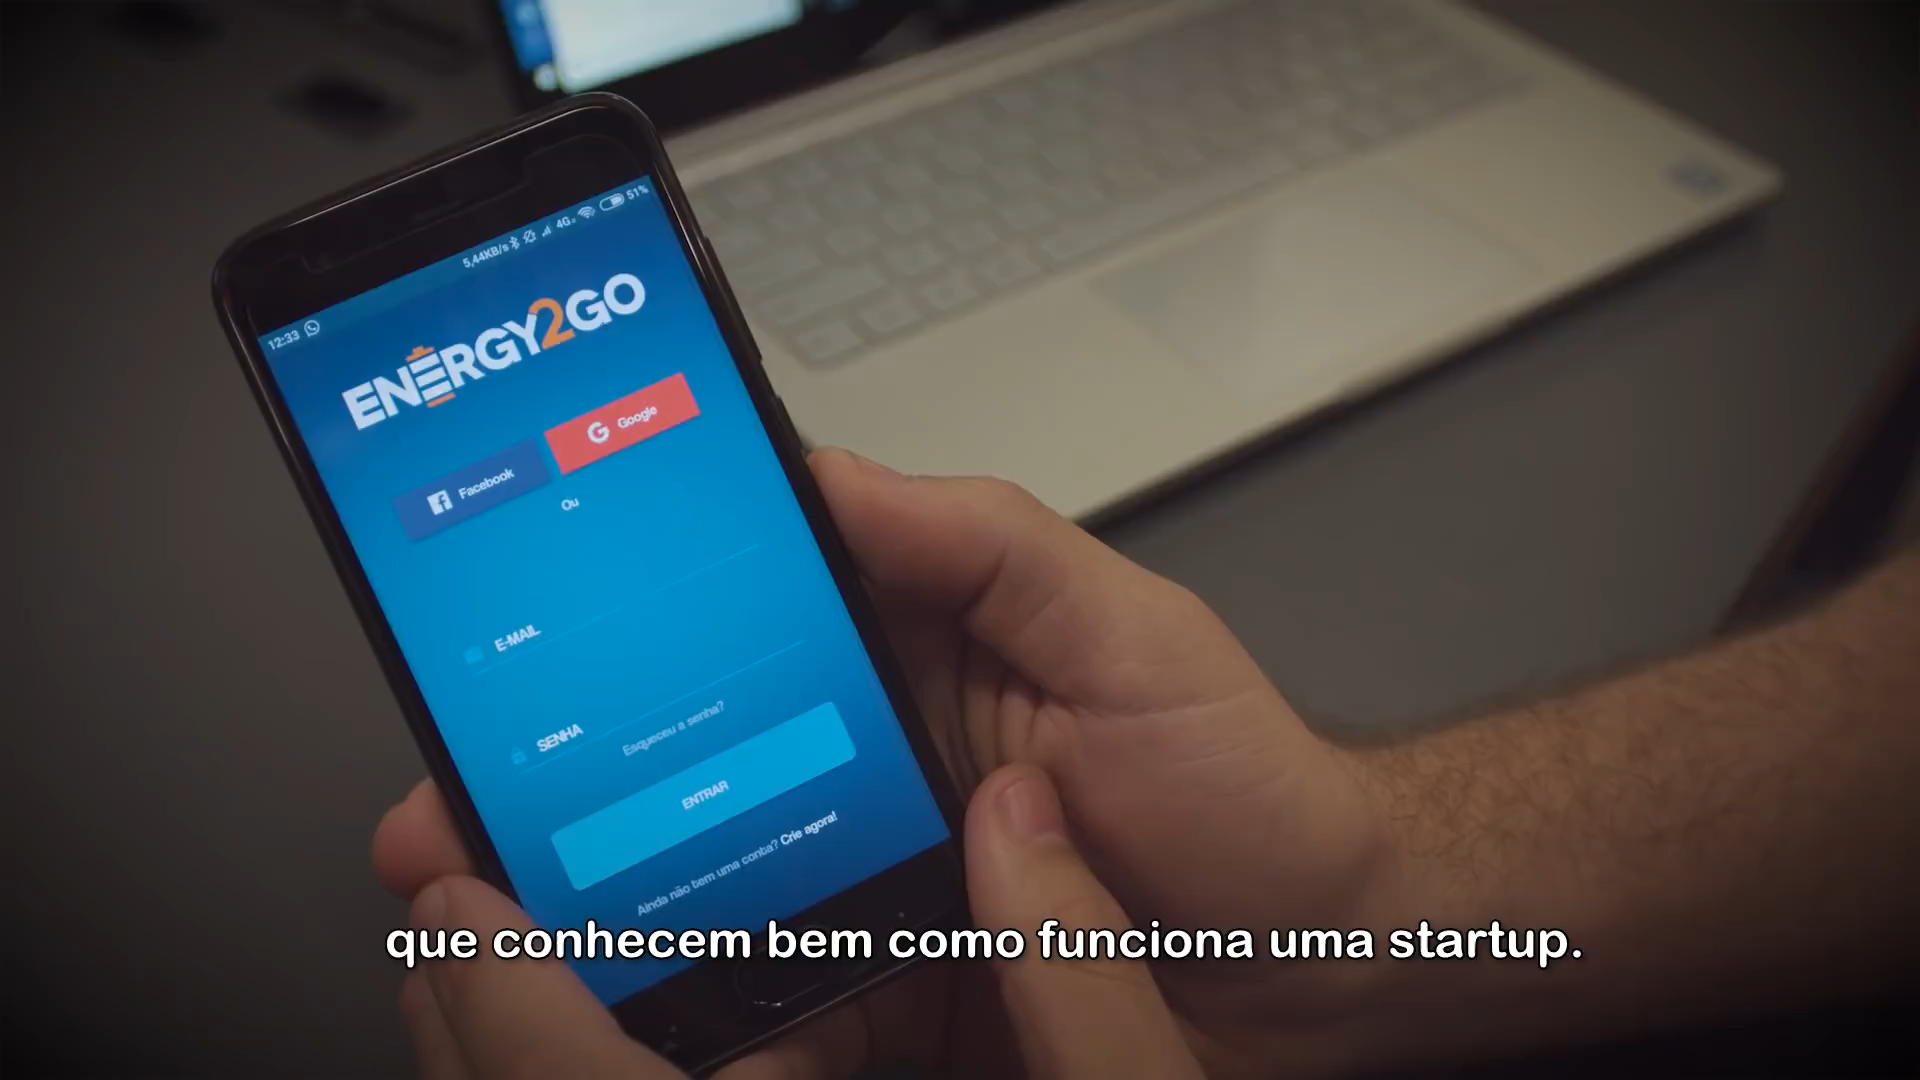 12:33 5,44KB/s 4G 51%
ENERGY2GO
Facebook
Google
Ou
E-MAIL
SENHA
Esqueceu a senha?
ENTRAR
Ainda não tem uma conta? Crie agora!
que conhecem bem como funciona uma startup.